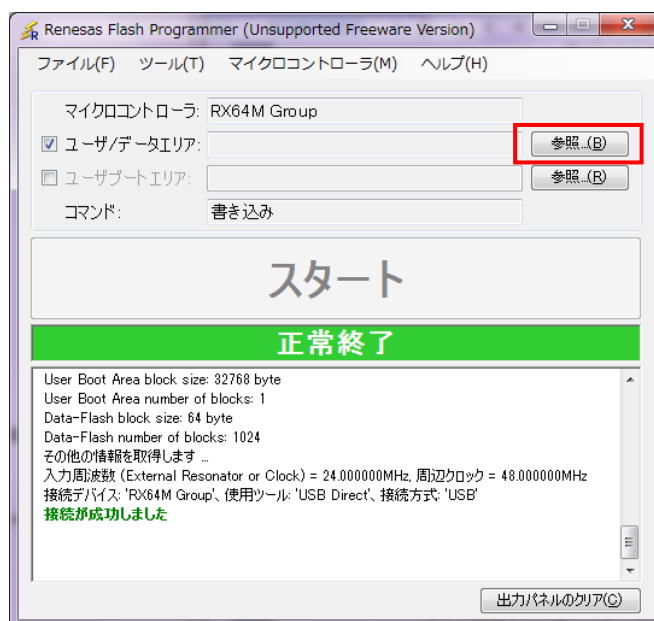 Renesas Flash Programmer (Unsupported Freeware Version)
ファイル(F) ツール(T) マイクロコントローラ(M) ヘルプ(H)
マイクロコントローラ: RX64M Group
ユーザ/データエリア: 参照...(B)
ユーザブートエリア: 参照...(R)
コマンド: 書き込み
スタート
正常終了
User Boot Area block size: 32768 byte
User Boot Area number of blocks: 1
Data-Flash block size: 64 byte
Data-Flash number of blocks: 1024
その他の情報を取得します ...
入力周波数 (External Resonator or Clock) = 24.000000MHz, 周辺クロック = 48.000000MHz
接続デバイス: 'RX64M Group'、使用ツール: 'USB Direct'、接続方式: 'USB'
接続が成功しました
出力パネルのクリア(C)